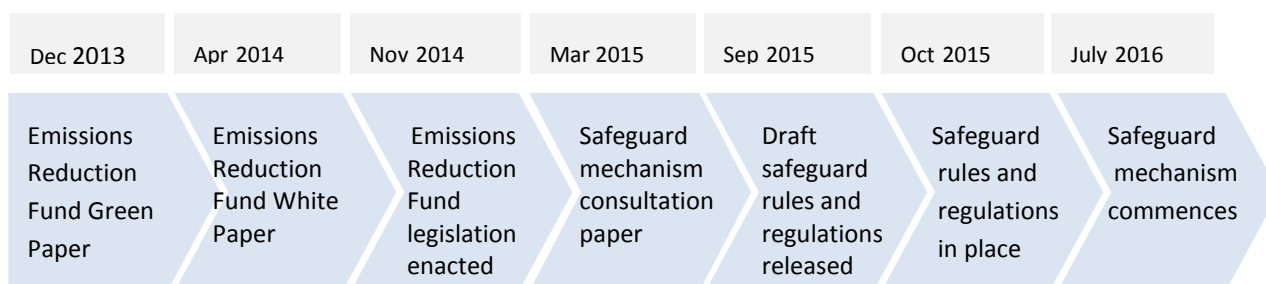 Dec 2013
Apr 2014
Nov 2014
Mar 2015
Sep 2015
Oct 2015
July 2016
Emissions
Reduction
Fund Green
Paper
Emissions
Reduction
Fund White
Paper
Emissions
Reduction
Fund
legislation
enacted
Safeguard
mechanism
consultation
paper
Draft
safeguard
rules and
regulations
released
Safeguard
rules and
regulations
in place
Safeguard
mechanism
commences